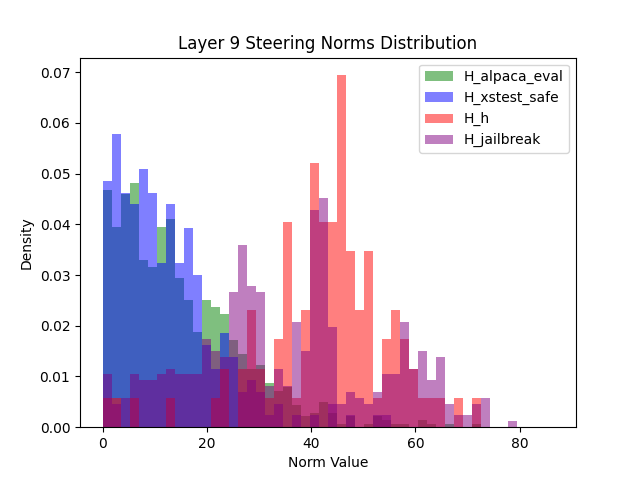 Layer 9 Steering Norms Distribution
H_alpaca_eval
H_xstest_safe
H_h
H_jailbreak
0.07
0.06
0.05
0.04
0.03
0.02
0.01
0.00
Density
0 20 40 60 80
Norm Value